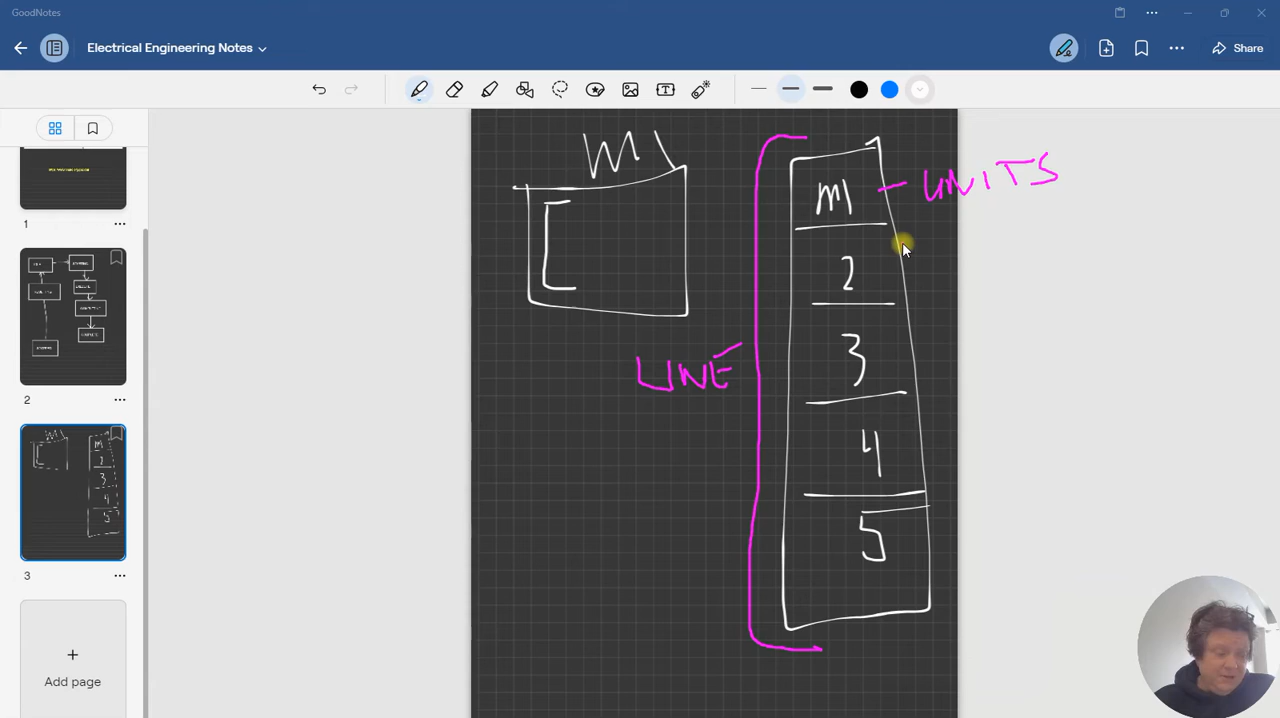 GoodNotes
Electrical Engineering Notes
Share
M1
M1 - UNITS
2
3
LINE
4
5
1
2
3
Add page